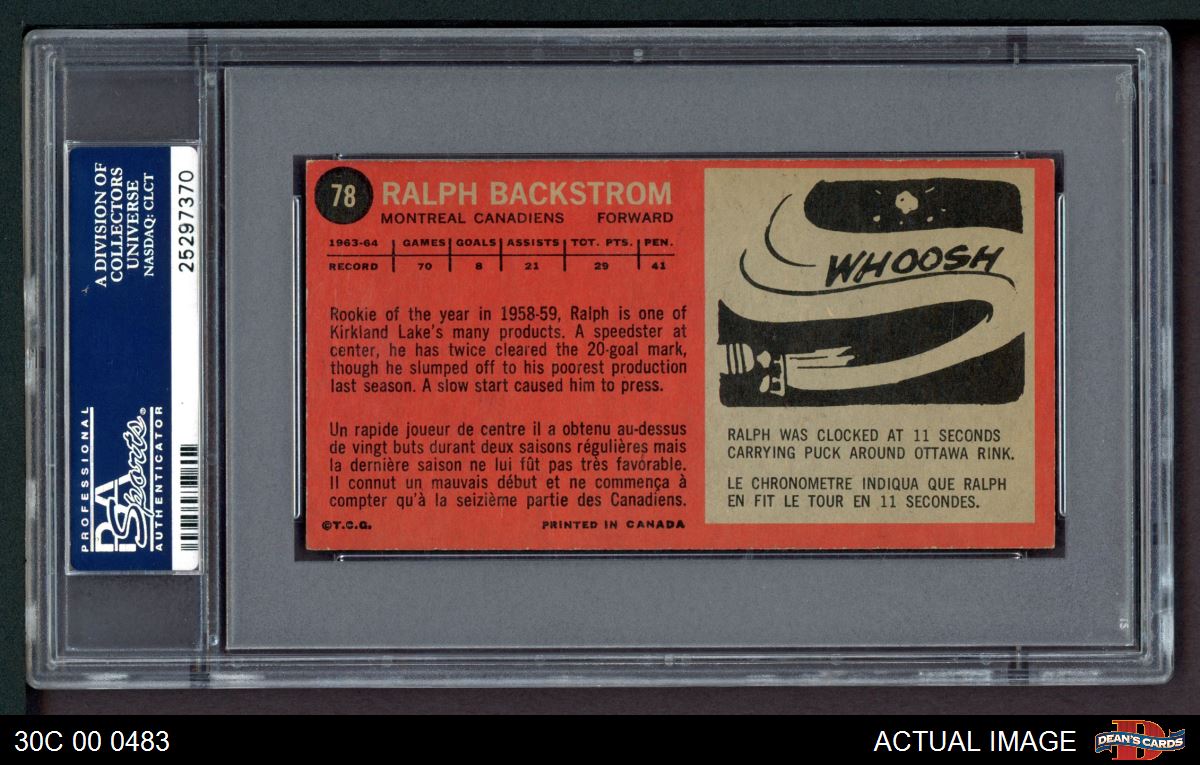 A DIVISION OF
COLLECTORS
UNIVERSE
NASDAQ: CLCT
25297370
PROFESSIONAL
PSA
Sports®
AUTHENTICATOR
78
RALPH BACKSTROM
MONTREAL CANADIENS FORWARD
1963-64 GAMES GOALS ASSISTS TOT. PTS. PEN.
RECORD 70 8 21 29 41
Rookie of the year in 1958-59, Ralph is one of
Kirkland Lake's many products. A speedster at
center, he has twice cleared the 20-goal mark,
though he slumped off to his poorest production
last season. A slow start caused him to press.
Un rapide joueur de centre il a obtenu au-dessus
de vingt buts durant deux saisons régulières mais
la dernière saison ne lui fût pas très favorable.
Il connut un mauvais début et ne commença à
compter qu'à la seizième partie des Canadiens.
©T.C.G. PRINTED IN CANADA
WHOOSH
RALPH WAS CLOCKED AT 11 SECONDS
CARRYING PUCK AROUND OTTAWA RINK.
LE CHRONOMETRE INDIQUA QUE RALPH
EN FIT LE TOUR EN 11 SECONDES.
30C 00 0483
ACTUAL IMAGE
D
DEAN'S CARDS